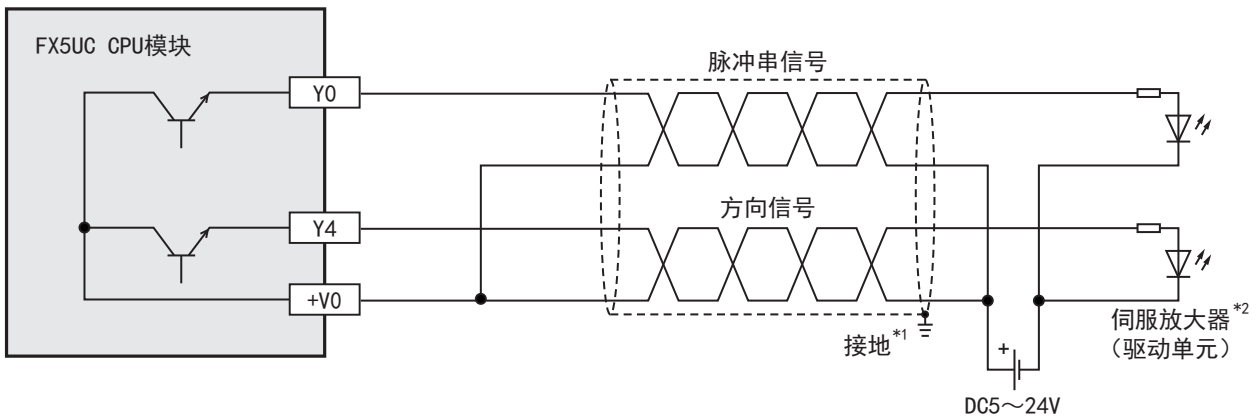 FX5UC CPU模块
脉冲串信号
Y0
方向信号
Y4
+V0
接地*1
伺服放大器*2
（驱动单元）
+
DC5～24V